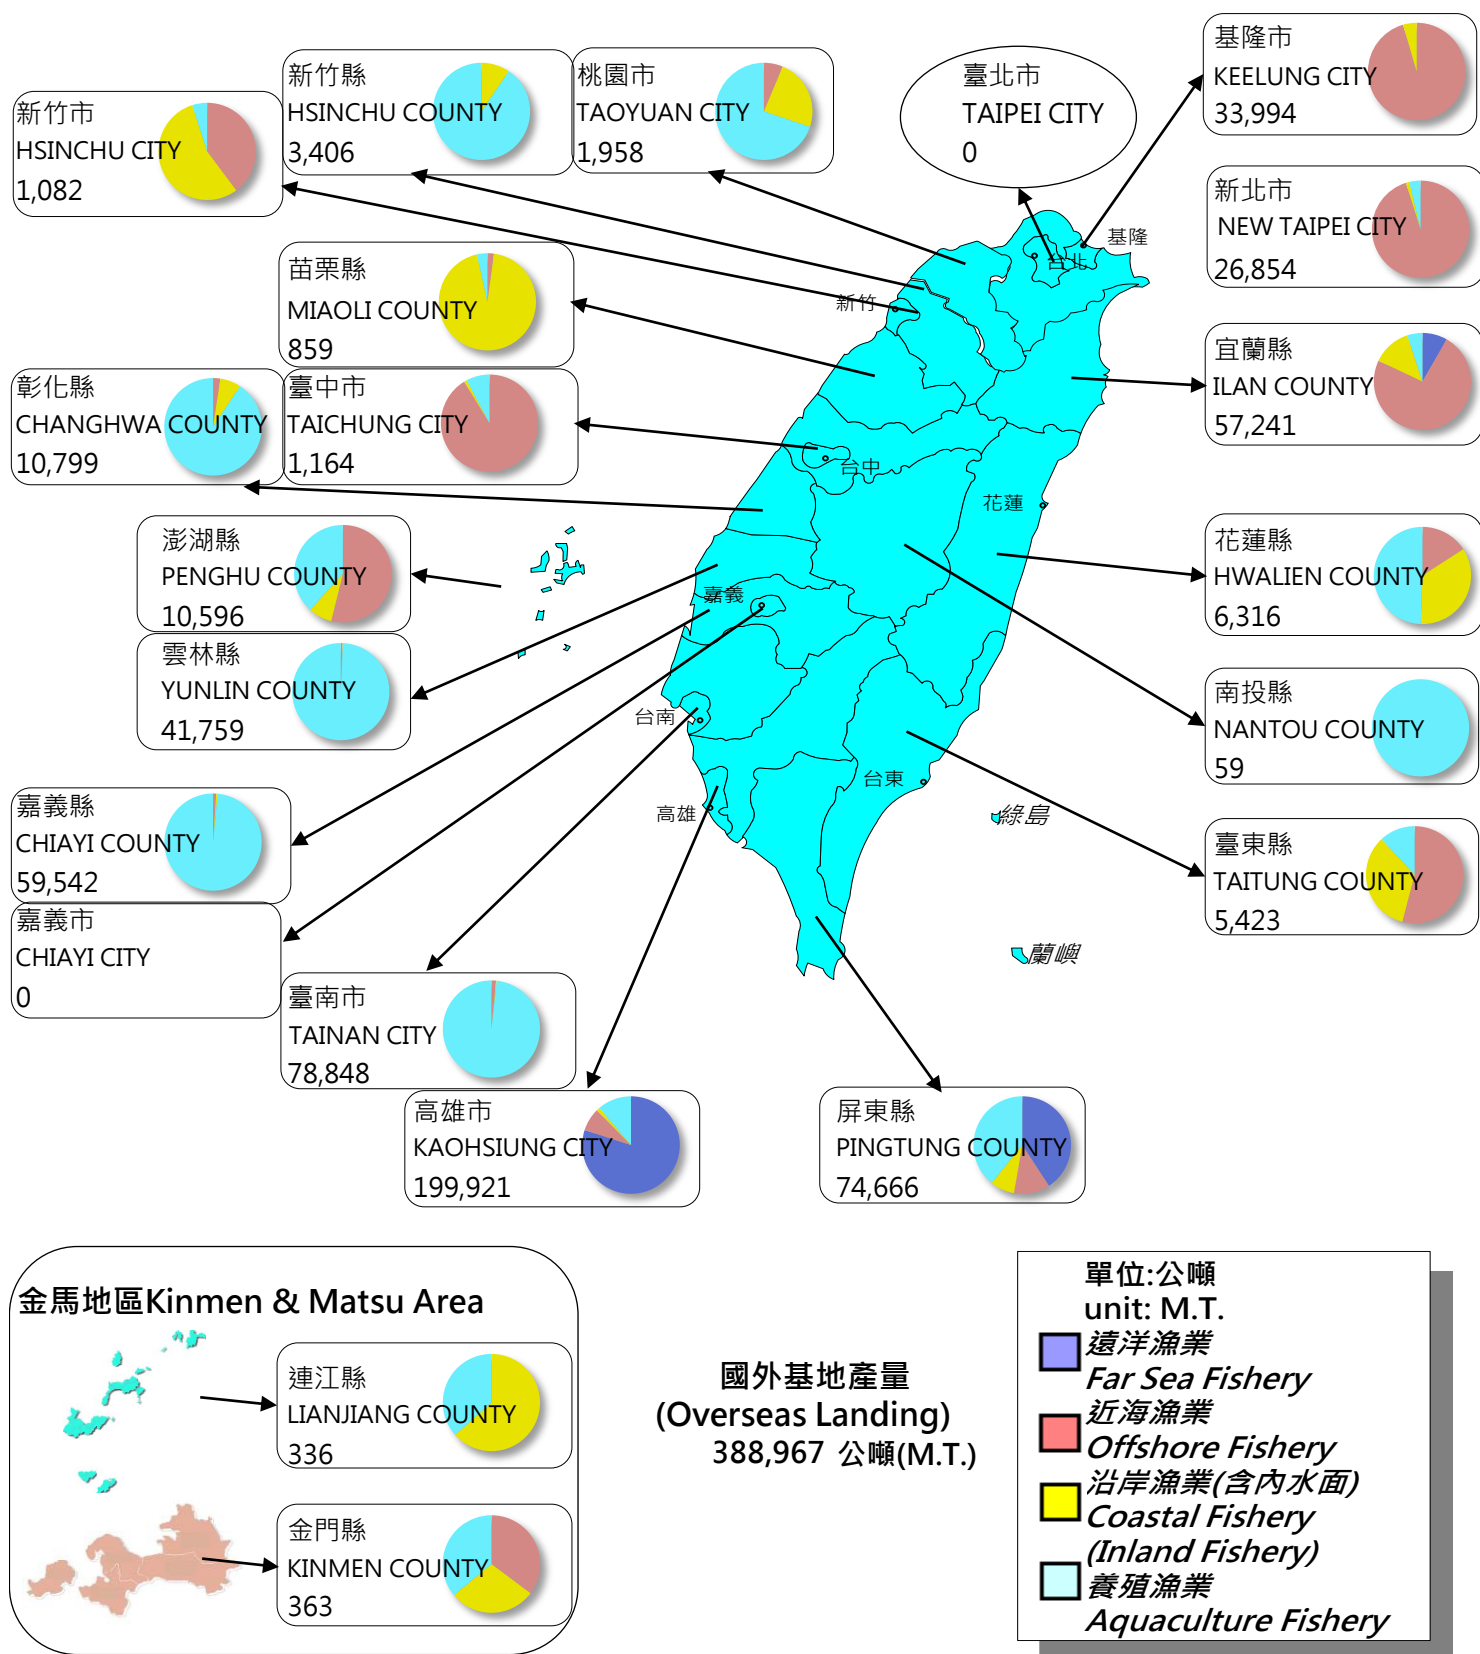 基隆市
KEELUNG CITY
33,994
新竹縣
HSINCHU COUNTY
3,406
桃園市
TAOYUAN CITY
1,958
臺北市
TAIPEI CITY
0
新竹市
HSINCHU CITY
1,082
新北市
NEW TAIPEI CITY
26,854
苗栗縣
MIAOLI COUNTY
859
宜蘭縣
ILAN COUNTY
57,241
彰化縣
CHANGHWA COUNTY
10,799
臺中市
TAICHUNG CITY
1,164
基隆
台北
新竹
台中
花蓮
嘉義
台南
台東
高雄
綠島
蘭嶼
澎湖縣
PENGHU COUNTY
10,596
花蓮縣
HWALIEN COUNTY
6,316
雲林縣
YUNLIN COUNTY
41,759
南投縣
NANTOU COUNTY
59
嘉義縣
CHIAYI COUNTY
59,542
臺東縣
TAITUNG COUNTY
5,423
嘉義市
CHIAYI CITY
0
臺南市
TAINAN CITY
78,848
高雄市
KAOHSIUNG CITY
199,921
屏東縣
PINGTUNG COUNTY
74,666
金馬地區Kinmen & Matsu Area
連江縣
LIANJIANG COUNTY
336
金門縣
KINMEN COUNTY
363
國外基地產量
(Overseas Landing)
388,967 公噸(M.T.)
單位:公噸
unit: M.T.
遠洋漁業
Far Sea Fishery
近海漁業
Offshore Fishery
沿岸漁業(含內水面)
Coastal Fishery
(Inland Fishery)
養殖漁業
Aquaculture Fishery